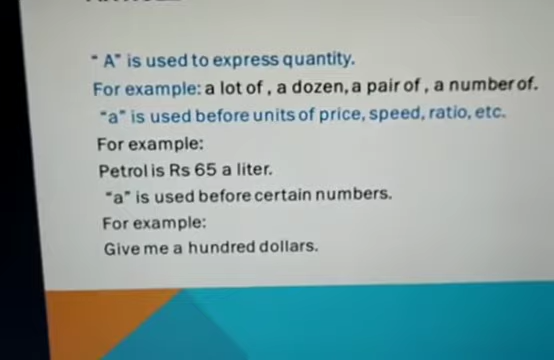 “ A” is used to express quantity.
For example: a lot of , a dozen, a pair of , a number of.
“a” is used before units of price, speed, ratio, etc.
For example:
Petrol is Rs 65 a liter.
“a” is used before certain numbers.
For example:
Give me a hundred dollars.